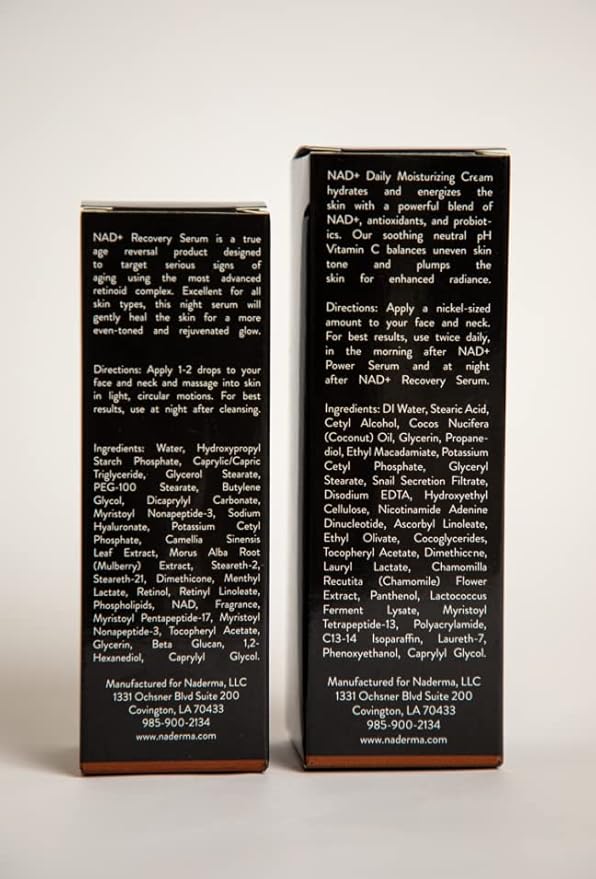 NAD+ Recovery Serum is a true
age reversal product designed
to target serious signs of
aging using the most advanced
retinoid complex. Excellent for all
skin types, this night serum will
gently heal the skin for a more
even-toned and rejuvenated glow.
Directions: Apply 1-2 drops to your
face and neck and massage into skin
in light, circular motions. For best
results, use at night after cleansing.
Ingredients: Water, Hydroxypropyl
Starch Phosphate, Caprylic/Capric
Triglyceride, Glycerol Stearate,
PEG-100 Stearate, Butylene
Glycol, Dicaprylyl Carbonate,
Myristoyl Nonapeptide-3, Sodium
Hyaluronate, Potassium Cetyl
Phosphate, Camellia Sinensis
Leaf Extract, Morus Alba Root
(Mulberry) Extract, Steareth-2,
Steareth-21, Dimethicone, Menthyl
Lactate, Retinol, Retinyl Linoleate,
Phospholipids, NAD, Fragrance,
Myristoyl Pentapeptide-17, Myristoyl
Nonapeptide-3, Tocopheryl Acetate,
Glycerin, Beta Glucan, 1,2-
Hexanediol, Caprylyl Glycol.
Manufactured for Naderma, LLC
1331 Ochsner Blvd Suite 200
Covington, LA 70433
985-900-2134
www.naderma.com
NAD+ Daily Moisturizing Cream
hydrates and energizes the
skin with a powerful blend of
NAD+, antioxidants, and probiot-
ics. Our soothing neutral pH
Vitamin C balances uneven skin
tone and plumps the
skin for enhanced radiance.
Directions: Apply a nickel-sized
amount to your face and neck.
For best results, use twice daily,
in the morning after NAD+
Power Serum and at night
after NAD+ Recovery Serum.
Ingredients: DI Water, Stearic Acid,
Cetyl Alcohol, Cocos Nucifera
(Coconut) Oil, Glycerin, Propane-
diol, Ethyl Macadamiate, Potassium
Cetyl Phosphate, Glyceryl
Stearate, Snail Secretion Filtrate,
Disodium EDTA, Hydroxyethyl
Cellulose, Nicotinamide Adenine
Dinucleotide, Ascorbyl Linoleate,
Ethyl Olivate, Cocoglycerides,
Tocopheryl Acetate, Dimethicone,
Lauryl Lactate, Chamomilla
Recutita (Chamomile) Flower
Extract, Panthenol, Lactococcus
Ferment Lysate, Myristoyl
Tetrapeptide-13, Polyacrylamide,
C13-14 Isoparaffin, Laureth-7,
Phenoxyethanol, Caprylyl Glycol.
Manufactured for Naderma, LLC
1331 Ochsner Blvd Suite 200
Covington, LA 70433
985-900-2134
www.naderma.com